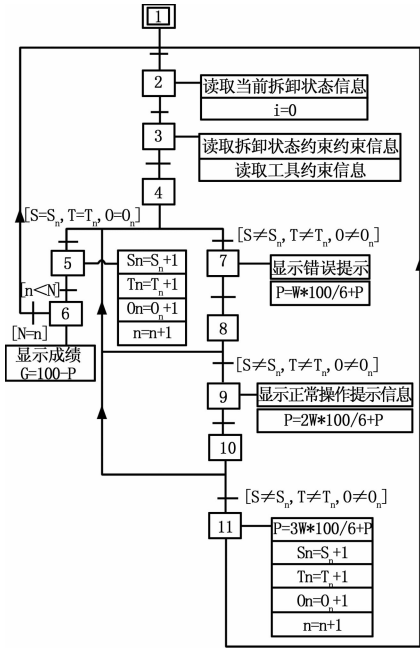 1
2
读取当前拆卸状态信息
i=0
3
读取拆卸状态约束约束信息
读取工具约束信息
4
[S=Sₙ, T=Tₙ, O=Oₙ]
5
Sn=Sₙ+1
Tn=Tₙ+1
On=Oₙ+1
n=n+1
[n<N]
6
[N=n]
显示成绩
G=100-P
[S≠Sₙ, T≠Tₙ, O≠Oₙ]
7
显示错误提示
P=W*100/6+P
8
[S≠Sₙ, T≠Tₙ, O≠Oₙ]
9
显示正常操作提示信息
P=2W*100/6+P
10
[S≠Sₙ, T≠Tₙ, O≠Oₙ]
11
P=3W*100/6+P
Sn=Sₙ+1
Tn=Tₙ+1
On=Oₙ+1
n=n+1